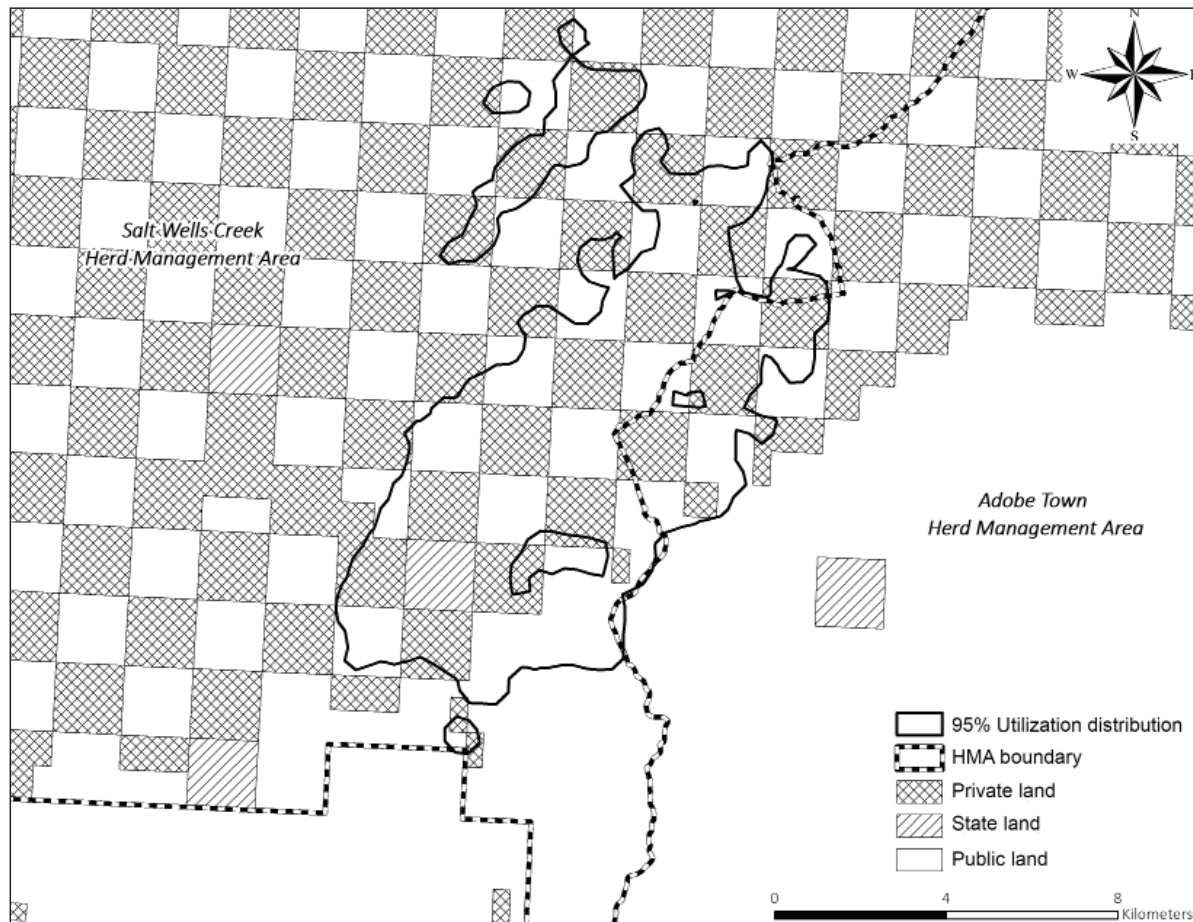 N
W
S
Salt Wells Creek
Herd Management Area
Adobe Town
Herd Management Area
95% Utilization distribution
HMA boundary
Private land
State land
Public land
0 4 8
Kilometers